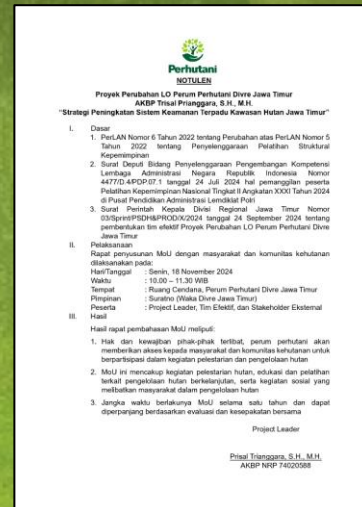 Perhutani
NOTULEN
Proyek Perubahan LO Perum Perhutani Divre Jawa Timur
AKBP Trisal Prianggara, S.H., M.H.
"Strategi Peningkatan Sistem Keamanan Terpadu Kawasan Hutan Jawa Timur"
I. Dasar
1. PerLAN Nomor 6 Tahun 2022 tentang Perubahan atas PerLAN Nomor 5
Tahun 2022 tentang Penyelenggaraan Pelatihan Struktural
Kepemimpinan
2. Surat Deputi Bidang Penyelenggaraan Pengembangan Kompetensi
Lembaga Administrasi Negara Republik Indonesia Nomor
4477/D.4/PDP.07.1 tanggal 24 Juli 2024 hal pemanggilan peserta
Pelatihan Kepemimpinan Nasional Tingkat II Angkatan XXXI Tahun 2024
di Pusat Pendidikan Administrasi Lemdiklat Polri
3. Surat Perintah Kepala Divisi Regional Jawa Timur Nomor
03/Sprint/PSDH&PROD/X/2024 tanggal 24 September 2024 tentang
pembentukan tim efektif Proyek Perubahan LO Perum Perhutani Divre
Jawa Timur
II. Pelaksanaan
Rapat penyusunan MoU dengan masyarakat dan komunitas kehutanan
dilaksanakan pada:
Hari/Tanggal : Senin, 18 November 2024
Waktu : 10.00 – 11.30 WIB
Tempat : Ruang Cendana, Perum Perhutani Divre Jawa Timur
Pimpinan : Suratno (Waka Divre Jawa Timur)
Peserta : Project Leader, Tim Efektif, dan Stakeholder Eksternal
III. Hasil
Hasil rapat pembahasan MoU meliputi:
1. Hak dan kewajiban pihak-pihak terlibat, perum perhutani akan
memberikan akses kepada masyarakat dan komunitas kehutanan untuk
berpartisipasi dalam kegiatan pelestarian dan pengelolaan hutan
2. MoU ini mencakup kegiatan pelestarian hutan, edukasi dan pelatihan
terkait pengelolaan hutan berkelanjutan, serta kegiatan sosial yang
melibatkan masyarakat dalam pengelolaan hutan
3. Jangka waktu berlakunya MoU selama satu tahun dan dapat
diperpanjang berdasarkan evaluasi dan kesepakatan bersama
Project Leader
Prisal Trianggara, S.H., M.H.
AKBP NRP 74020588